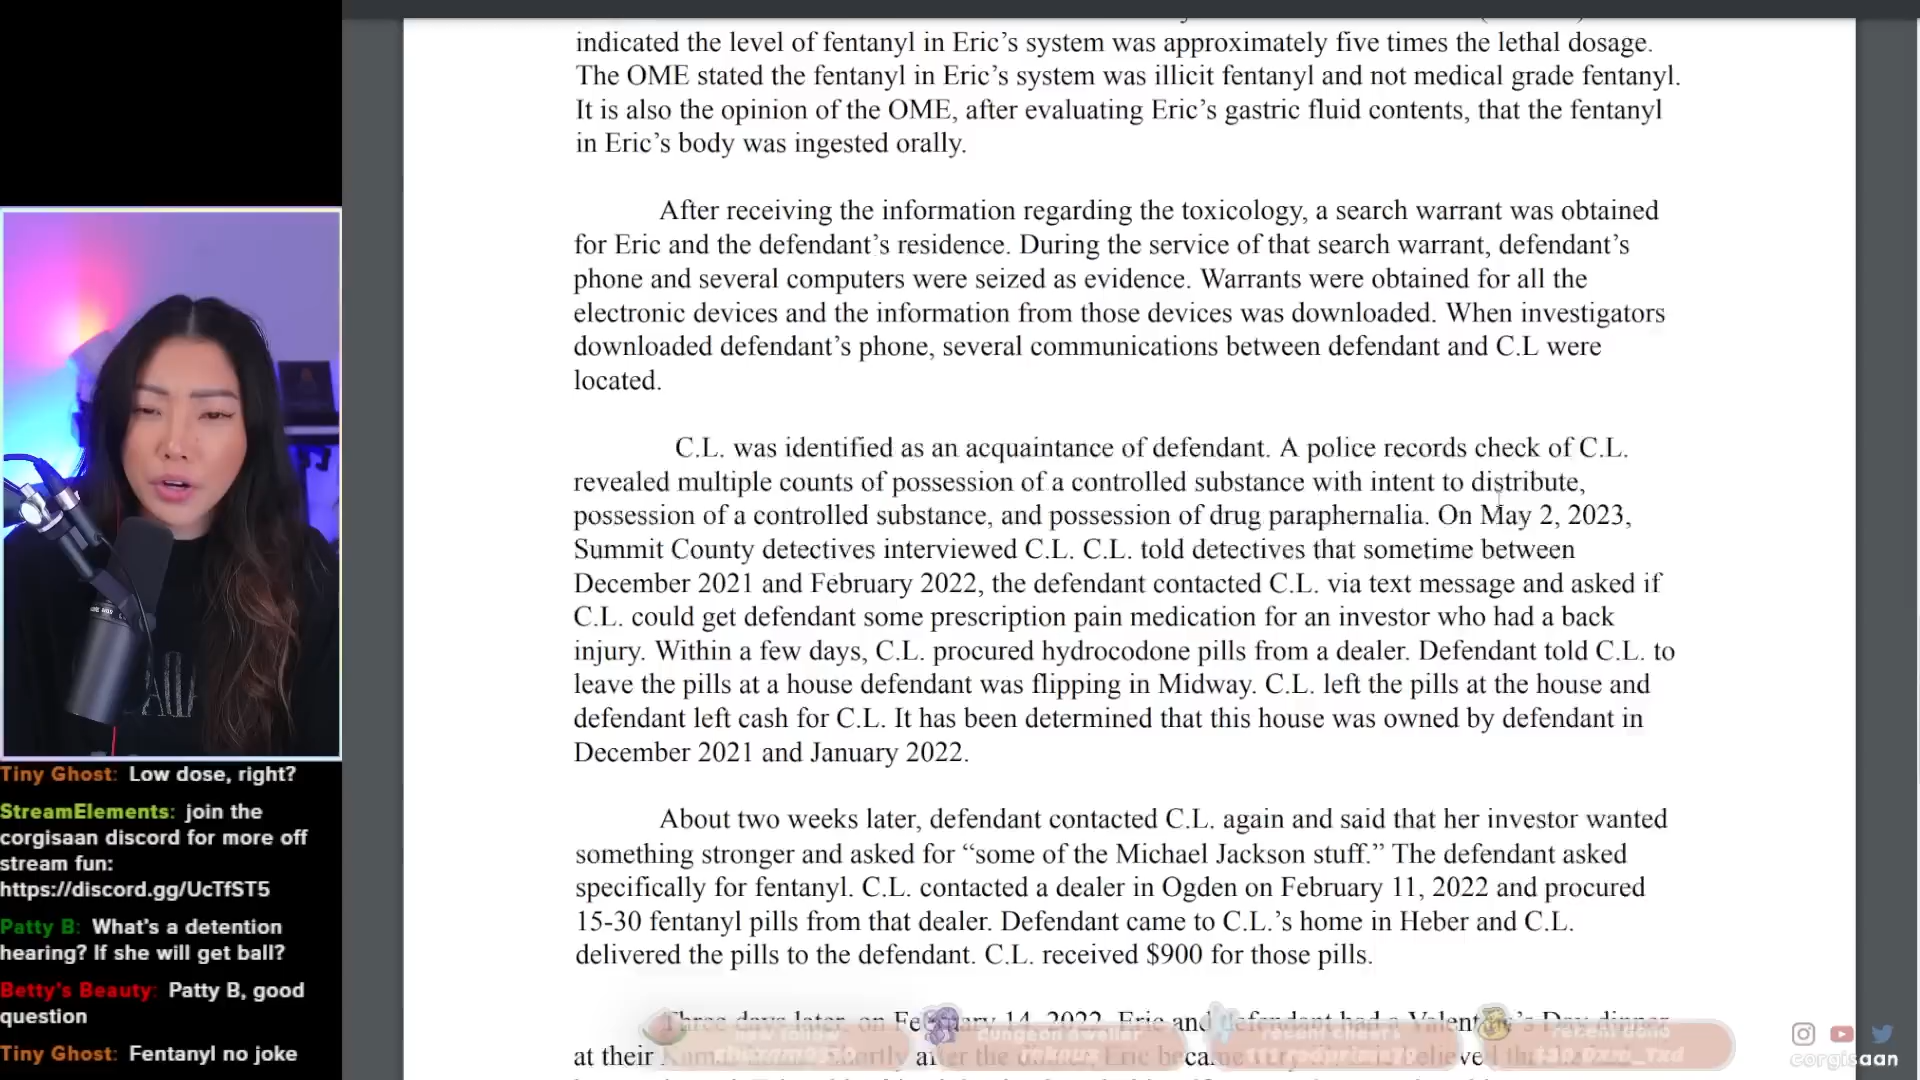 indicated the level of fentanyl in Eric’s system was approximately five times the lethal dosage.
The OME stated the fentanyl in Eric’s system was illicit fentanyl and not medical grade fentanyl.
It is also the opinion of the OME, after evaluating Eric’s gastric fluid contents, that the fentanyl
in Eric’s body was ingested orally.
After receiving the information regarding the toxicology, a search warrant was obtained
for Eric and the defendant’s residence. During the service of that search warrant, defendant’s
phone and several computers were seized as evidence. Warrants were obtained for all the
electronic devices and the information from those devices was downloaded. When investigators
downloaded defendant’s phone, several communications between defendant and C.L were
located.
C.L. was identified as an acquaintance of defendant. A police records check of C.L.
revealed multiple counts of possession of a controlled substance with intent to distribute,
possession of a controlled substance, and possession of drug paraphernalia. On May 2, 2023,
Summit County detectives interviewed C.L. C.L. told detectives that sometime between
December 2021 and February 2022, the defendant contacted C.L. via text message and asked if
C.L. could get defendant some prescription pain medication for an investor who had a back
injury. Within a few days, C.L. procured hydrocodone pills from a dealer. Defendant told C.L. to
leave the pills at a house defendant was flipping in Midway. C.L. left the pills at the house and
defendant left cash for C.L. It has been determined that this house was owned by defendant in
December 2021 and January 2022.
About two weeks later, defendant contacted C.L. again and said that her investor wanted
something stronger and asked for “some of the Michael Jackson stuff.” The defendant asked
specifically for fentanyl. C.L. contacted a dealer in Ogden on February 11, 2022 and procured
15-30 fentanyl pills from that dealer. Defendant came to C.L.’s home in Heber and C.L.
delivered the pills to the defendant. C.L. received $900 for those pills.
Three days later, on February 14, 2022, Eric and defendant had a Valentine’s Day dinner
at their
Tiny Ghost: Low dose, right?
StreamElements: join the
corgisaan discord for more off
stream fun:
https://discord.gg/UcTfST5
Patty B: What’s a detention
hearing? If she will get ball?
Betty’s Beauty: Patty B, good
question
Tiny Ghost: Fentanyl no joke
corgisaan